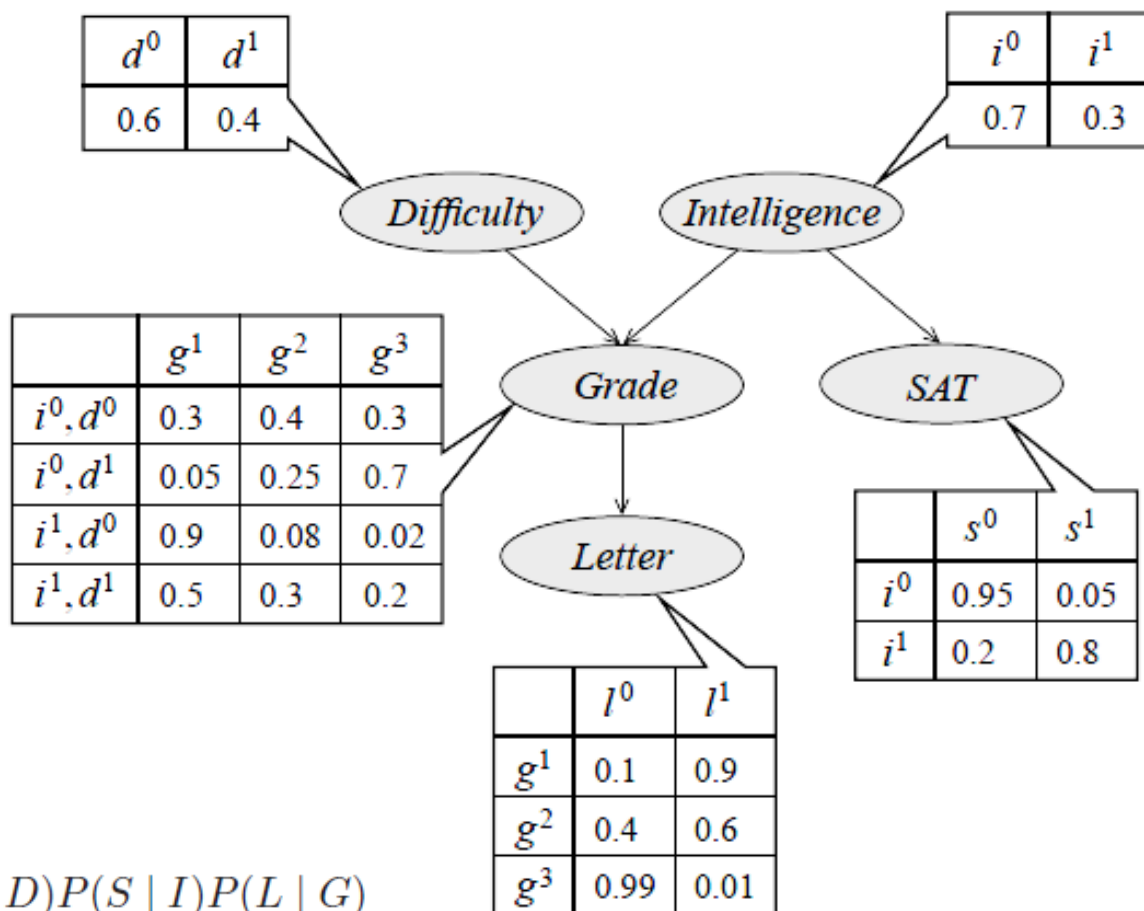 d⁰ d¹
0.6 0.4
i⁰ i¹
0.7 0.3
Difficulty
Intelligence
g¹ g² g³
i⁰, d⁰ 0.3 0.4 0.3
i⁰, d¹ 0.05 0.25 0.7
i¹, d⁰ 0.9 0.08 0.02
i¹, d¹ 0.5 0.3 0.2
Grade
SAT
Letter
s⁰ s¹
i⁰ 0.95 0.05
i¹ 0.2 0.8
l⁰ l¹
g¹ 0.1 0.9
g² 0.4 0.6
g³ 0.99 0.01
D)P(S | I)P(L | G)